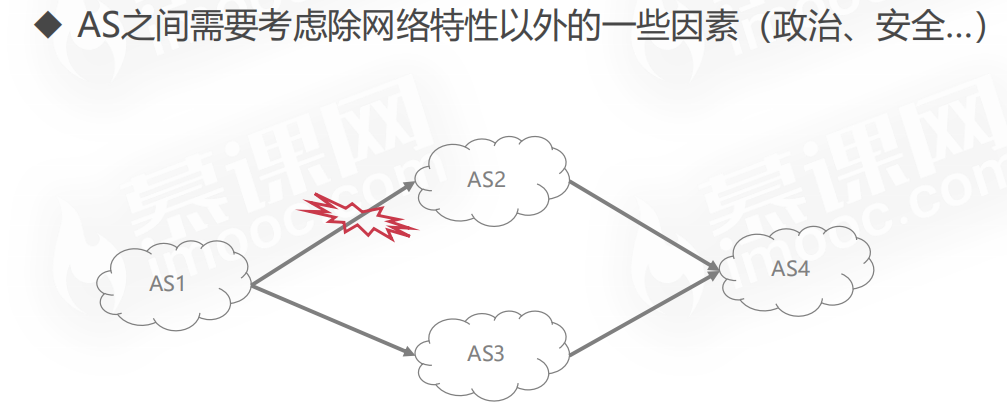 ◆ AS之间需要考虑除网络特性以外的一些因素（政治、安全...）
AS2
AS1
AS4
AS3
慕课网
imooc.com
慕课网
imooc.com